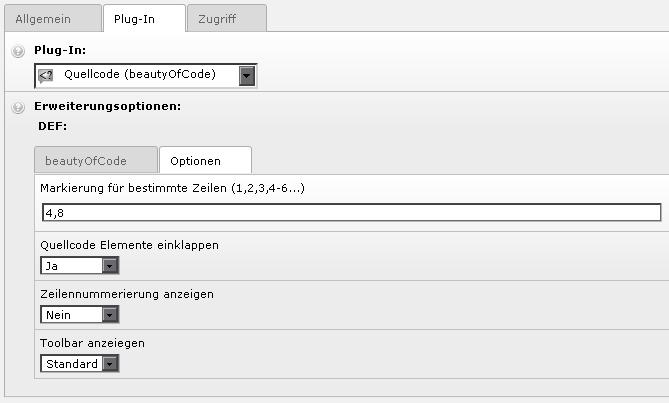 Allgemein Plug-In Zugriff
Plug-In:
<? Quellcode (beautyOfCode)
Erweiterungsoptionen:
DEF:
beautyOfCode Optionen
Markierung für bestimmte Zeilen (1,2,3,4-6...)
4,8
Quellcode Elemente einklappen
Ja
Zeilennummerierung anzeigen
Nein
Toolbar anzeiegen
Standard